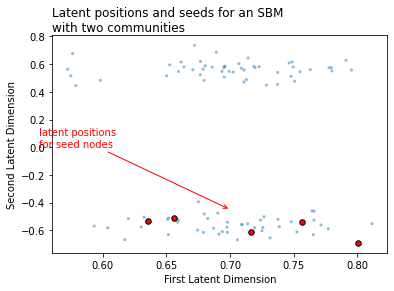 Latent positions and seeds for an SBM
with two communities
Second Latent Dimension
0.8
0.6
0.4
0.2
0.0
−0.2
−0.4
−0.6
latent positions
for seed nodes
0.60
0.65
0.70
0.75
0.80
First Latent Dimension